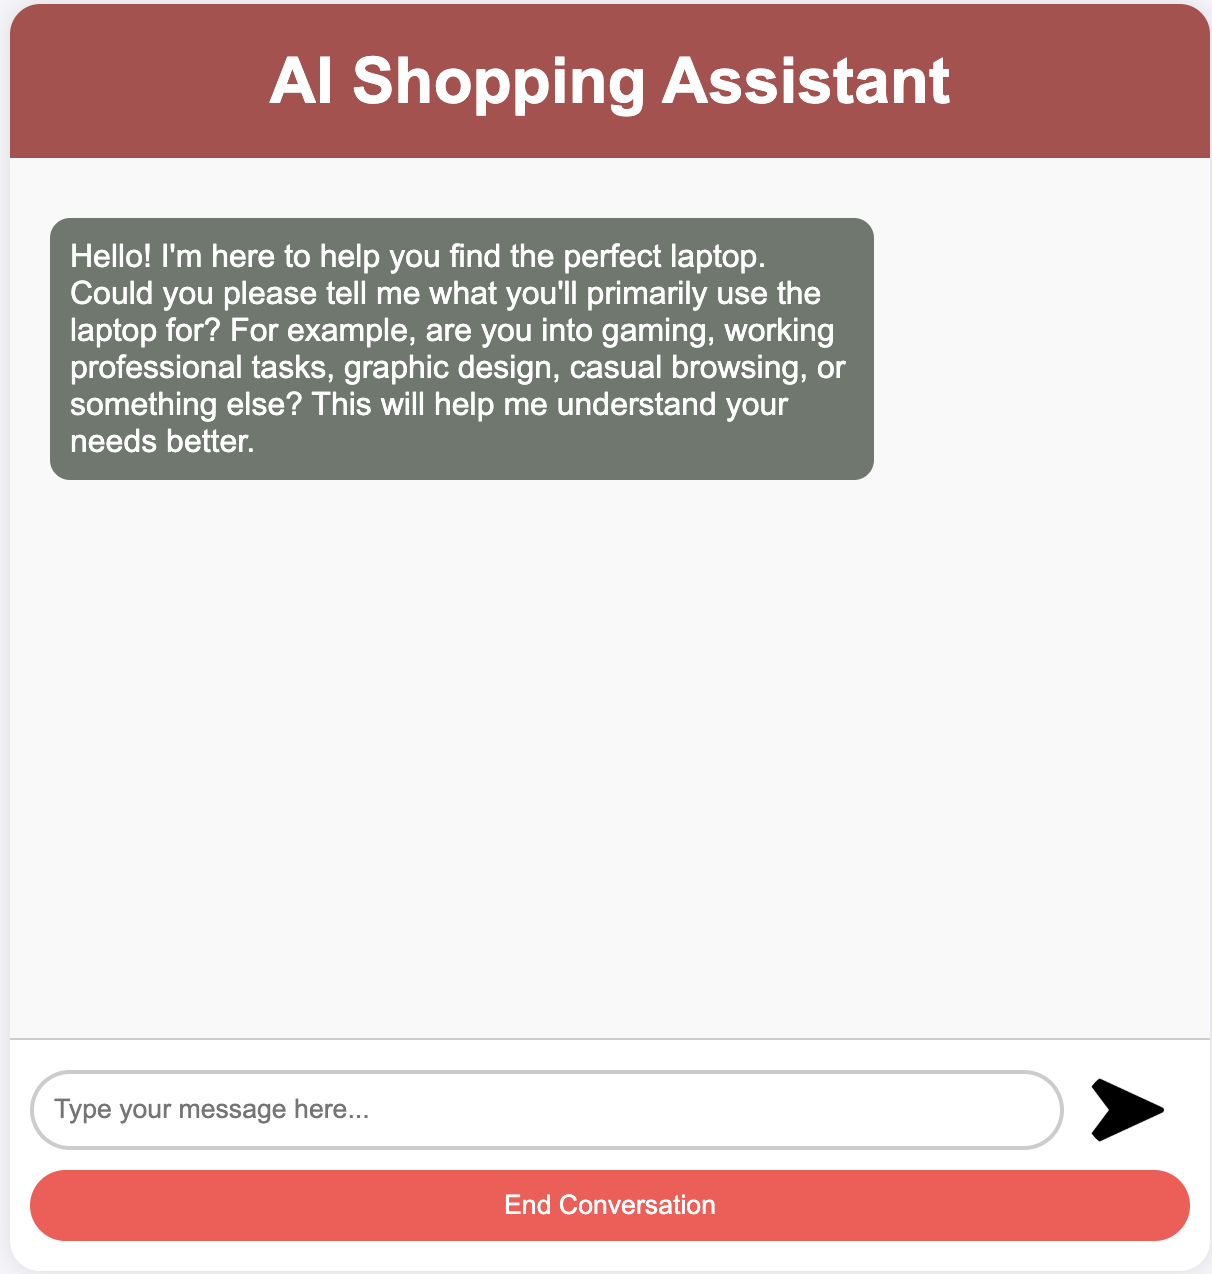 AI Shopping Assistant
Hello! I'm here to help you find the perfect laptop.
Could you please tell me what you'll primarily use the
laptop for? For example, are you into gaming, working
professional tasks, graphic design, casual browsing, or
something else? This will help me understand your
needs better.
Type your message here...
End Conversation